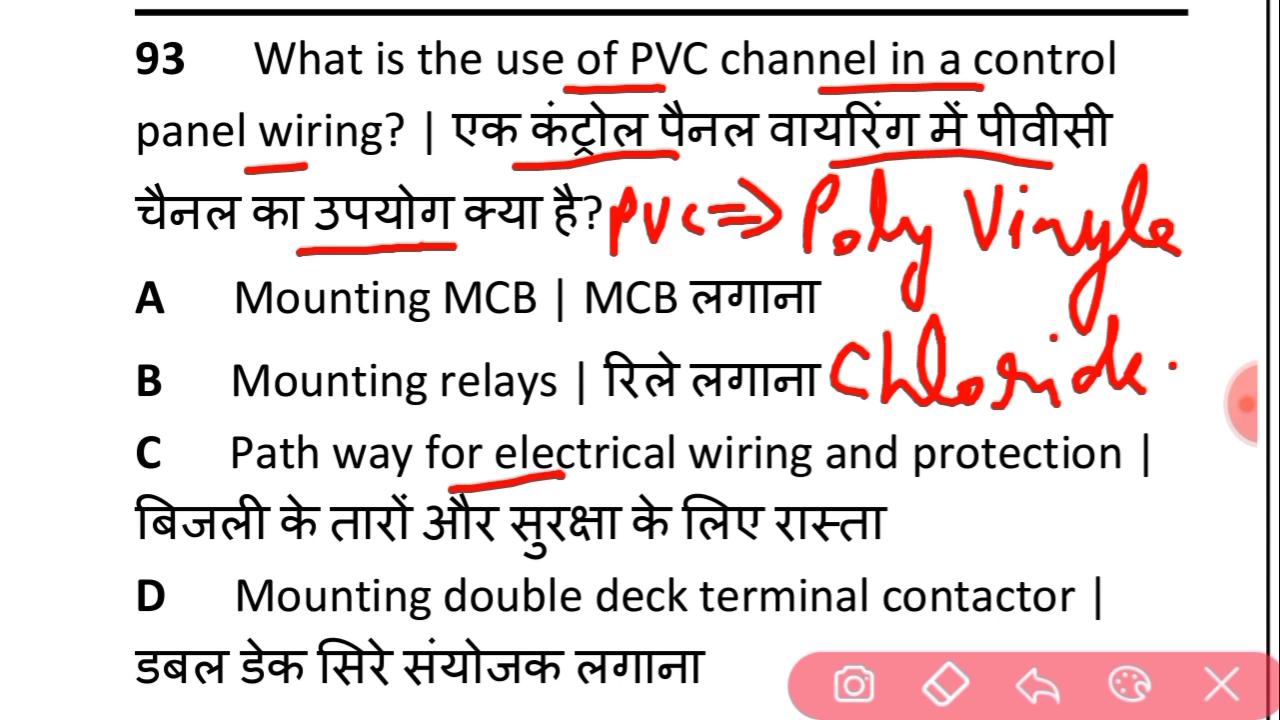 93 What is the use of PVC channel in a control
panel wiring? | एक कंट्रोल पैनल वायरिंग में पीवीसी
चैनल का उपयोग क्या है? PVC => Poly Vinyle
A Mounting MCB | MCB लगाना
B Mounting relays | रिले लगाना Chloride.
C Path way for electrical wiring and protection |
बिजली के तारों और सुरक्षा के लिए रास्ता
D Mounting double deck terminal contactor |
डबल डेक सिरे संयोजक लगाना